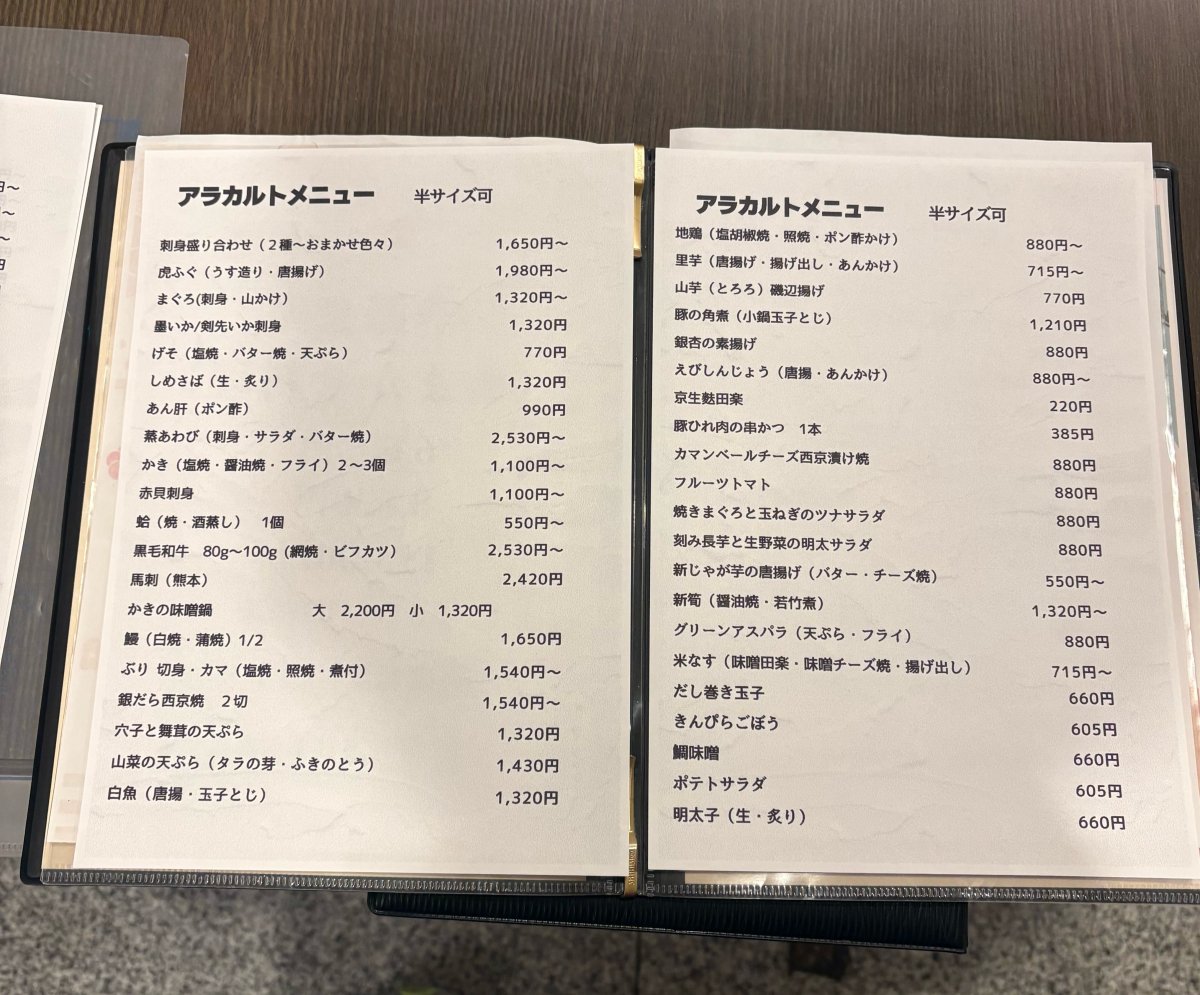 アラカルトメニュー 半サイズ可
刺身盛り合わせ（２種〜おまかせ色々） 1,650円〜
虎ふぐ（うす造り・唐揚げ） 1,980円〜
まぐろ(刺身・山かけ） 1,320円〜
墨いか/剣先いか刺身 1,320円
げそ（塩焼・バター焼・天ぷら） 770円
しめさば（生・炙り） 1,320円
あん肝（ポン酢） 990円
蒸あわび（刺身・サラダ・バター焼） 2,530円〜
かき（塩焼・醤油焼・フライ）２〜3個 1,100円〜
赤貝刺身 1,100円〜
蛤（焼・酒蒸し） 1個 550円〜
黒毛和牛 80g〜100g (網焼・ビフカツ） 2,530円〜
馬刺（熊本） 2,420円
かきの味噌鍋 大 2,200円 小 1,320円
鰻（白焼・蒲焼）1/2 1,650円
ぶり 切身・カマ（塩焼・照焼・煮付） 1,540円〜
銀だら西京焼 ２切 1,540円〜
穴子と舞茸の天ぷら 1,320円
山菜の天ぷら（タラの芽・ふきのとう） 1,430円
白魚（唐揚・玉子とじ） 1,320円
アラカルトメニュー 半サイズ可
地鶏（塩胡椒焼・照焼・ポン酢かけ） 880円〜
里芋（唐揚げ・揚げ出し・あんかけ） 715円〜
山芋（とろろ）磯辺揚げ 770円
豚の角煮（小鍋玉子とじ） 1,210円
銀杏の素揚げ 880円
えびしんじょう（唐揚・あんかけ） 880円〜
京生麩田楽 220円
豚ひれ肉の串かつ 1本 385円
カマンベールチーズ西京漬け焼 880円
フルーツトマト 880円
焼きまぐろと玉ねぎのツナサラダ 880円
刻み長芋と生野菜の明太サラダ 880円
新じゃが芋の唐揚げ（バター・チーズ焼） 550円〜
新筍（醤油焼・若竹煮） 1,320円〜
グリーンアスパラ（天ぷら・フライ） 880円
米なす（味噌田楽・味噌チーズ焼・揚げ出し） 715円〜
だし巻き玉子 660円
きんぴらごぼう 605円
鯛味噌 660円
ポテトサラダ 605円
明太子（生・炙り） 660円